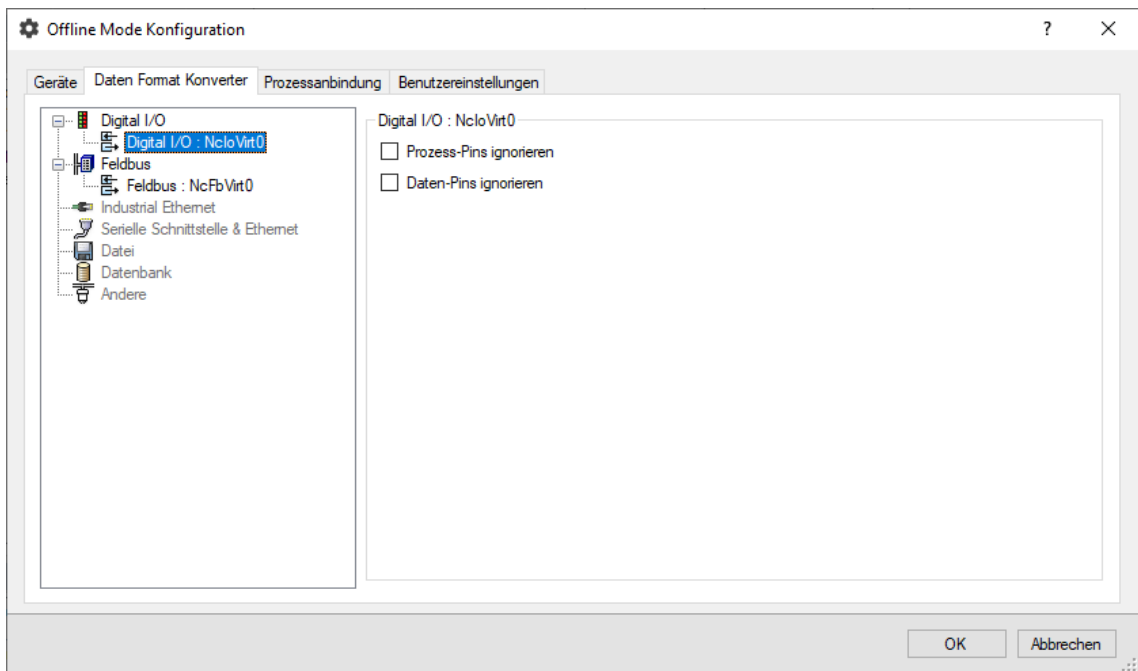 Offline Mode Konfiguration
?
Geräte Daten Format Konverter Prozessanbindung Benutzereinstellungen
Digital I/O
Digital I/O : NcIoVirt0
Feldbus
Feldbus : NcFbVirt0
Industrial Ethernet
Serielle Schnittstelle & Ethernet
Datei
Datenbank
Andere
Digital I/O : NcIoVirt0
Prozess-Pins ignorieren
Daten-Pins ignorieren
OK Abbrechen